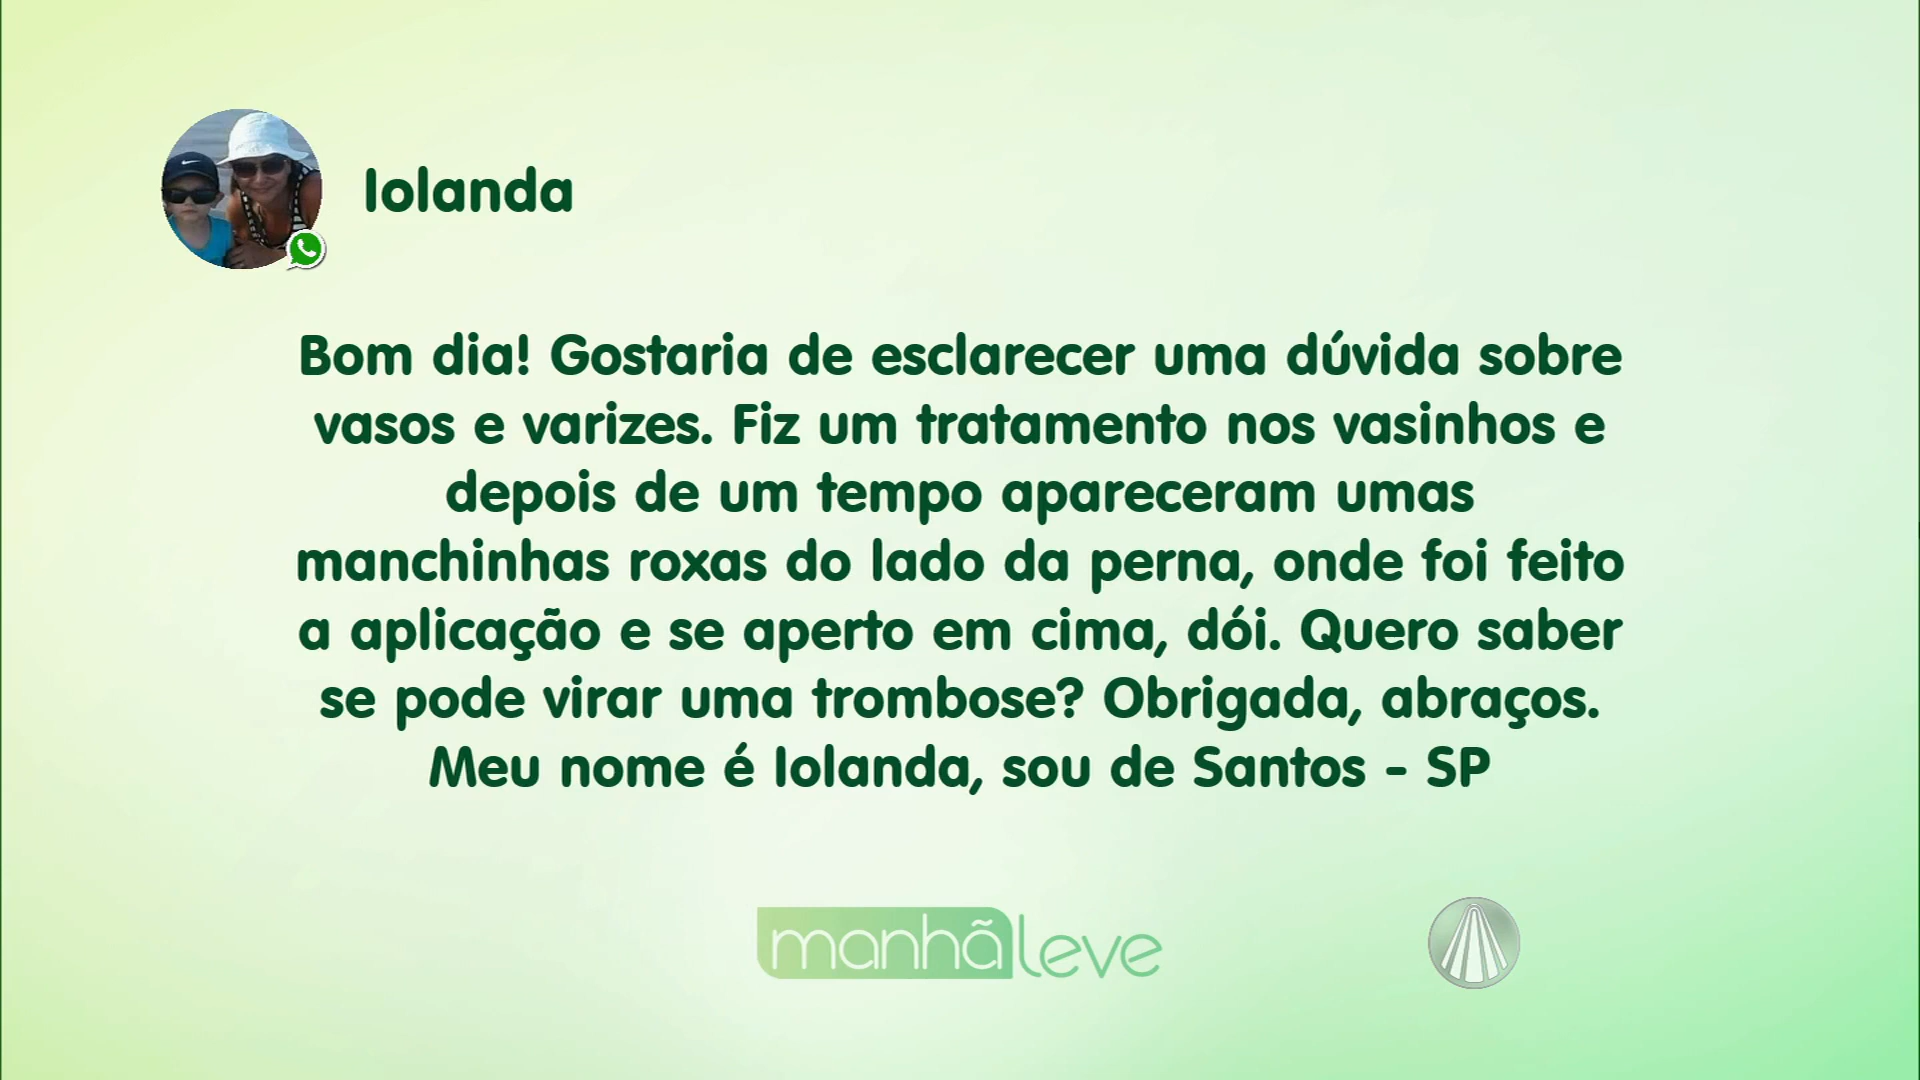 Iolanda
Bom dia! Gostaria de esclarecer uma dúvida sobre
vasos e varizes. Fiz um tratamento nos vasinhos e
depois de um tempo apareceram umas
manchinhas roxas do lado da perna, onde foi feito
a aplicação e se aperto em cima, dói. Quero saber
se pode virar uma trombose? Obrigada, abraços.
Meu nome é Iolanda, sou de Santos - SP
manhãleve